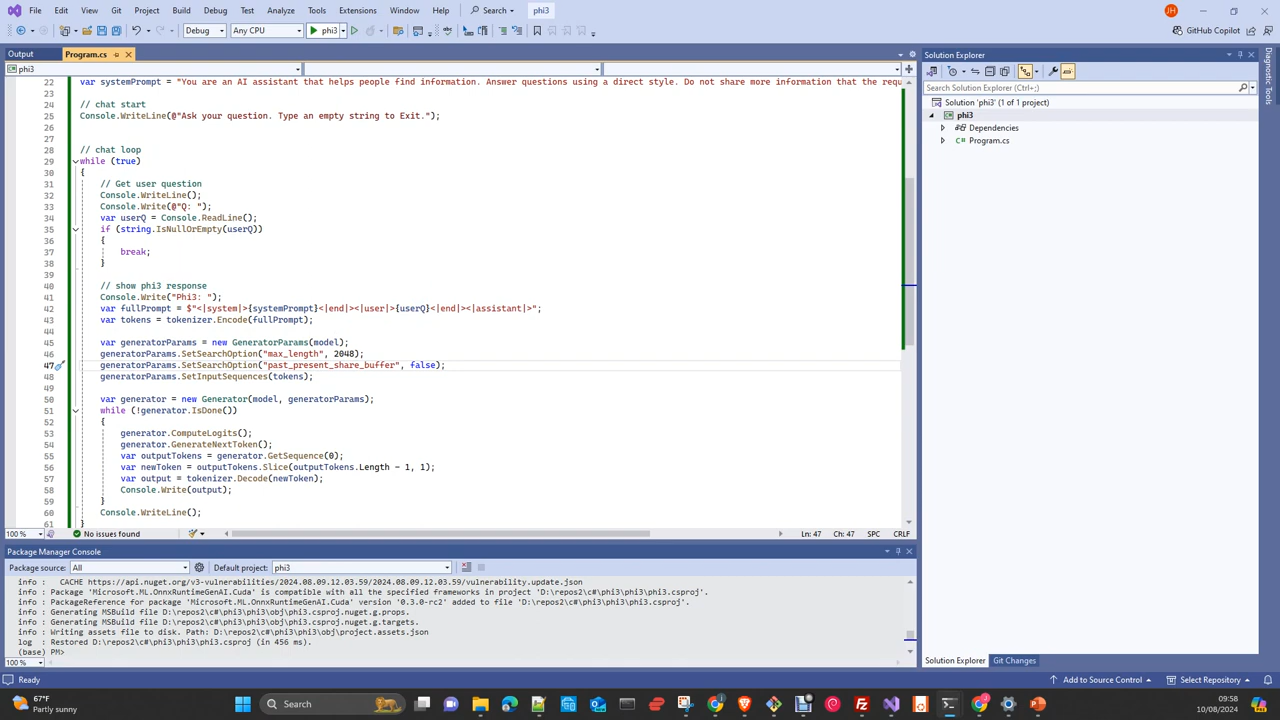 File Edit View Git Project Build Debug Test Analyze Tools Extensions Window Help Search phi3 JH
Debug Any CPU phi3 GitHub Copilot
Output Program.cs
phi3
22 var systemPrompt = "You are an AI assistant that helps people find information. Answer questions using a direct style. Do not share more information that the requ
23
24 // chat start
25 Console.WriteLine(@"Ask your question. Type an empty string to Exit.");
26
27
28 // chat loop
29 while (true)
30 {
31 // Get user question
32 Console.WriteLine();
33 Console.Write(@"Q: ");
34 var userQ = Console.ReadLine();
35 if (string.IsNullOrEmpty(userQ))
36 {
37 break;
38 }
39
40 // show phi3 response
41 Console.Write("Phi3: ");
42 var fullPrompt = $"<|system|>{systemPrompt}<|end|><|user|>{userQ}<|end|><|assistant|>";
43 var tokens = tokenizer.Encode(fullPrompt);
44
45 var generatorParams = new GeneratorParams(model);
46 generatorParams.SetSearchOption("max_length", 2048);
47 generatorParams.SetSearchOption("past_present_share_buffer", false);
48 generatorParams.SetInputSequences(tokens);
49
50 var generator = new Generator(model, generatorParams);
51 while (!generator.IsDone())
52 {
53 generator.ComputeLogits();
54 generator.GenerateNextToken();
55 var outputTokens = generator.GetSequence(0);
56 var newToken = outputTokens.Slice(outputTokens.Length - 1, 1);
57 var output = tokenizer.Decode(newToken);
58 Console.Write(output);
59 }
60 Console.WriteLine();
61 }
100 % No issues found Ln: 47 Ch: 47 SPC CRLF
Package Manager Console
Package source: All Default project: phi3
info : CACHE https://api.nuget.org/v3-vulnerabilities/2024.08.09.12.03.59/2024.08.09.12.03.59/vulnerability.update.json
info : Package 'Microsoft.ML.OnnxRuntimeGenAI.Cuda' is compatible with all the specified frameworks in project 'D:\repos2\c#\phi3\phi3\phi3.csproj'.
info : PackageReference for package 'Microsoft.ML.OnnxRuntimeGenAI.Cuda' version '0.3.0-rc2' added to file 'D:\repos2\c#\phi3\phi3\phi3.csproj'.
info : Generating MSBuild file D:\repos2\c#\phi3\phi3\obj\phi3.csproj.nuget.g.props.
info : Generating MSBuild file D:\repos2\c#\phi3\phi3\obj\phi3.csproj.nuget.g.targets.
info : Writing assets file to disk. Path: D:\repos2\c#\phi3\phi3\obj\project.assets.json
log : Restored D:\repos2\c#\phi3\phi3\phi3.csproj (in 456 ms).
(base) PM>
100 %
Solution Explorer
Search Solution Explorer (Ctrl+;)
Solution 'phi3' (1 of 1 project)
phi3
Dependencies
Program.cs
Solution Explorer Git Changes
Diagnostic Tools
Ready Add to Source Control Select Repository
67°F
Partly sunny
Search
09:58
10/08/2024